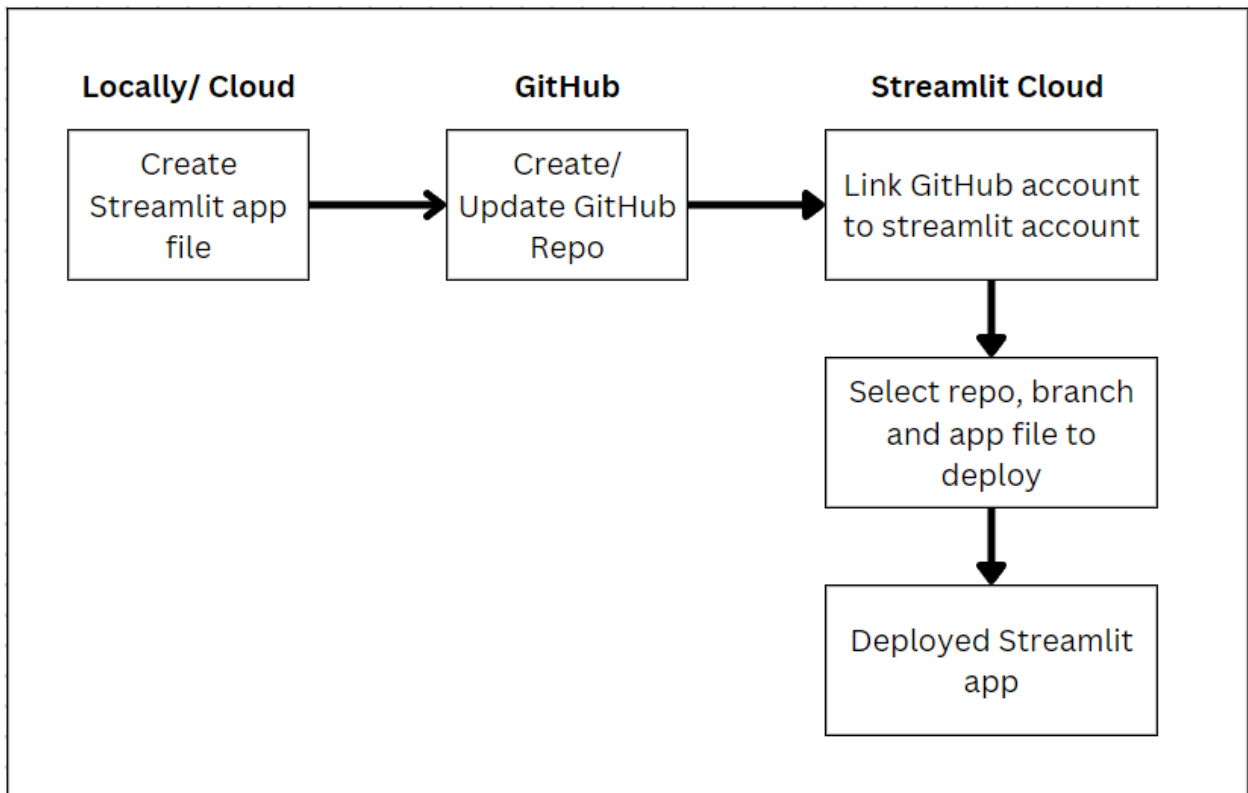 Locally/ Cloud
GitHub
Streamlit Cloud
Create
Streamlit app
file
Create/
Update GitHub
Repo
Link GitHub account
to streamlit account
Select repo, branch
and app file to
deploy
Deployed Streamlit
app